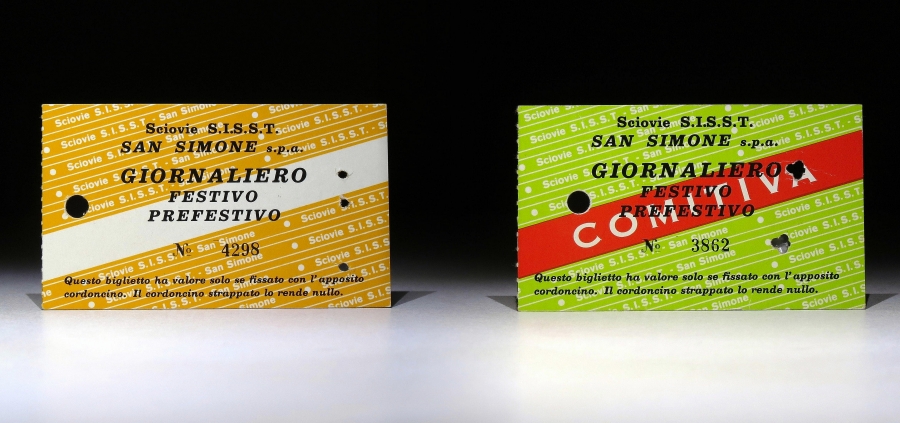 Sciovie S.I.S.S.T.
SAN SIMONE s.p.a.
GIORNALIERO
FESTIVO
PREFESTIVO
No 4298
Questo biglietto ha valore solo se fissato con l'apposito
cordoncino. Il cordoncino strappato lo rende nullo.
Sciovie S.I.S.S.T.
SAN SIMONE s.p.a.
GIORNALIERO
FESTIVO
PREFESTIVO
COMITIVA
No 3862
Questo biglietto ha valore solo se fissato con l'apposito
cordoncino. Il cordoncino strappato lo rende nullo.